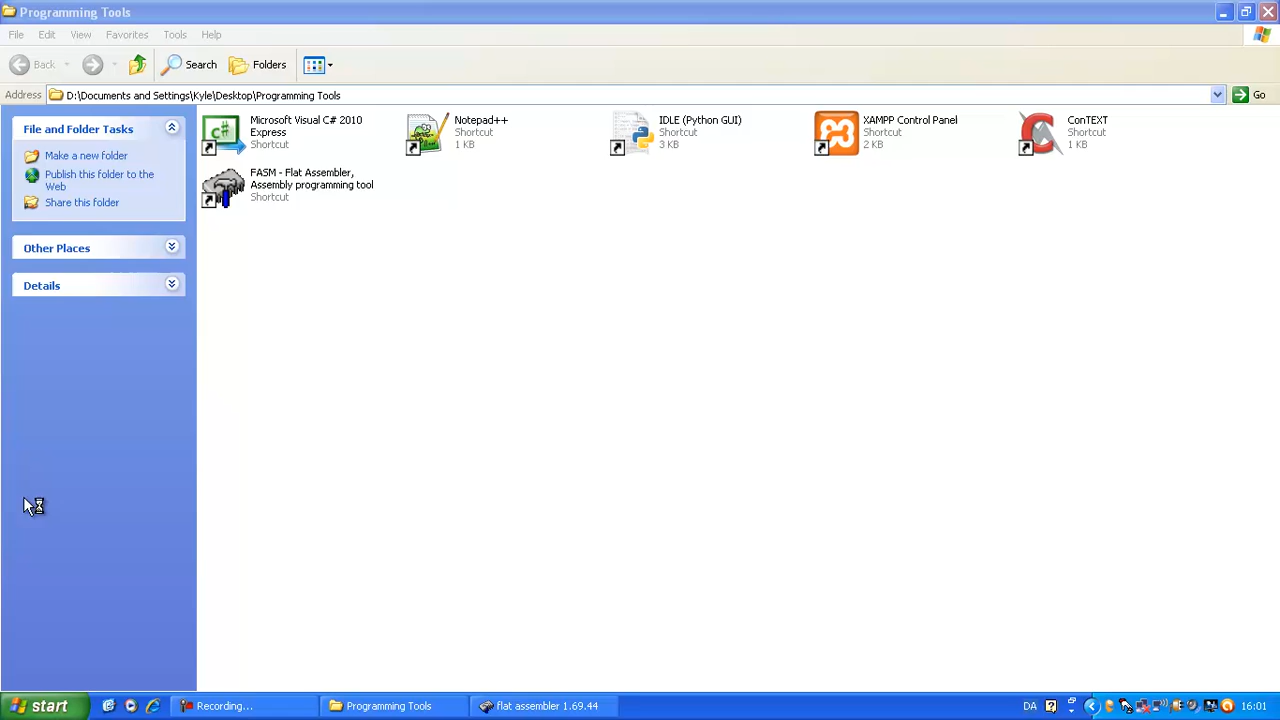 Programming Tools
File Edit View Favorites Tools Help
Back Search Folders
Address D:\Documents and Settings\Kyle\Desktop\Programming Tools Go
File and Folder Tasks
Make a new folder
Publish this folder to the
Web
Share this folder
Other Places
Details
Microsoft Visual C# 2010
Express
Shortcut
Notepad++
Shortcut
1 KB
IDLE (Python GUI)
Shortcut
3 KB
XAMPP Control Panel
Shortcut
2 KB
ConTEXT
Shortcut
1 KB
FASM - Flat Assembler,
Assembly programming tool
Shortcut
start Recording... Programming Tools flat assembler 1.69.44 DA 16:01